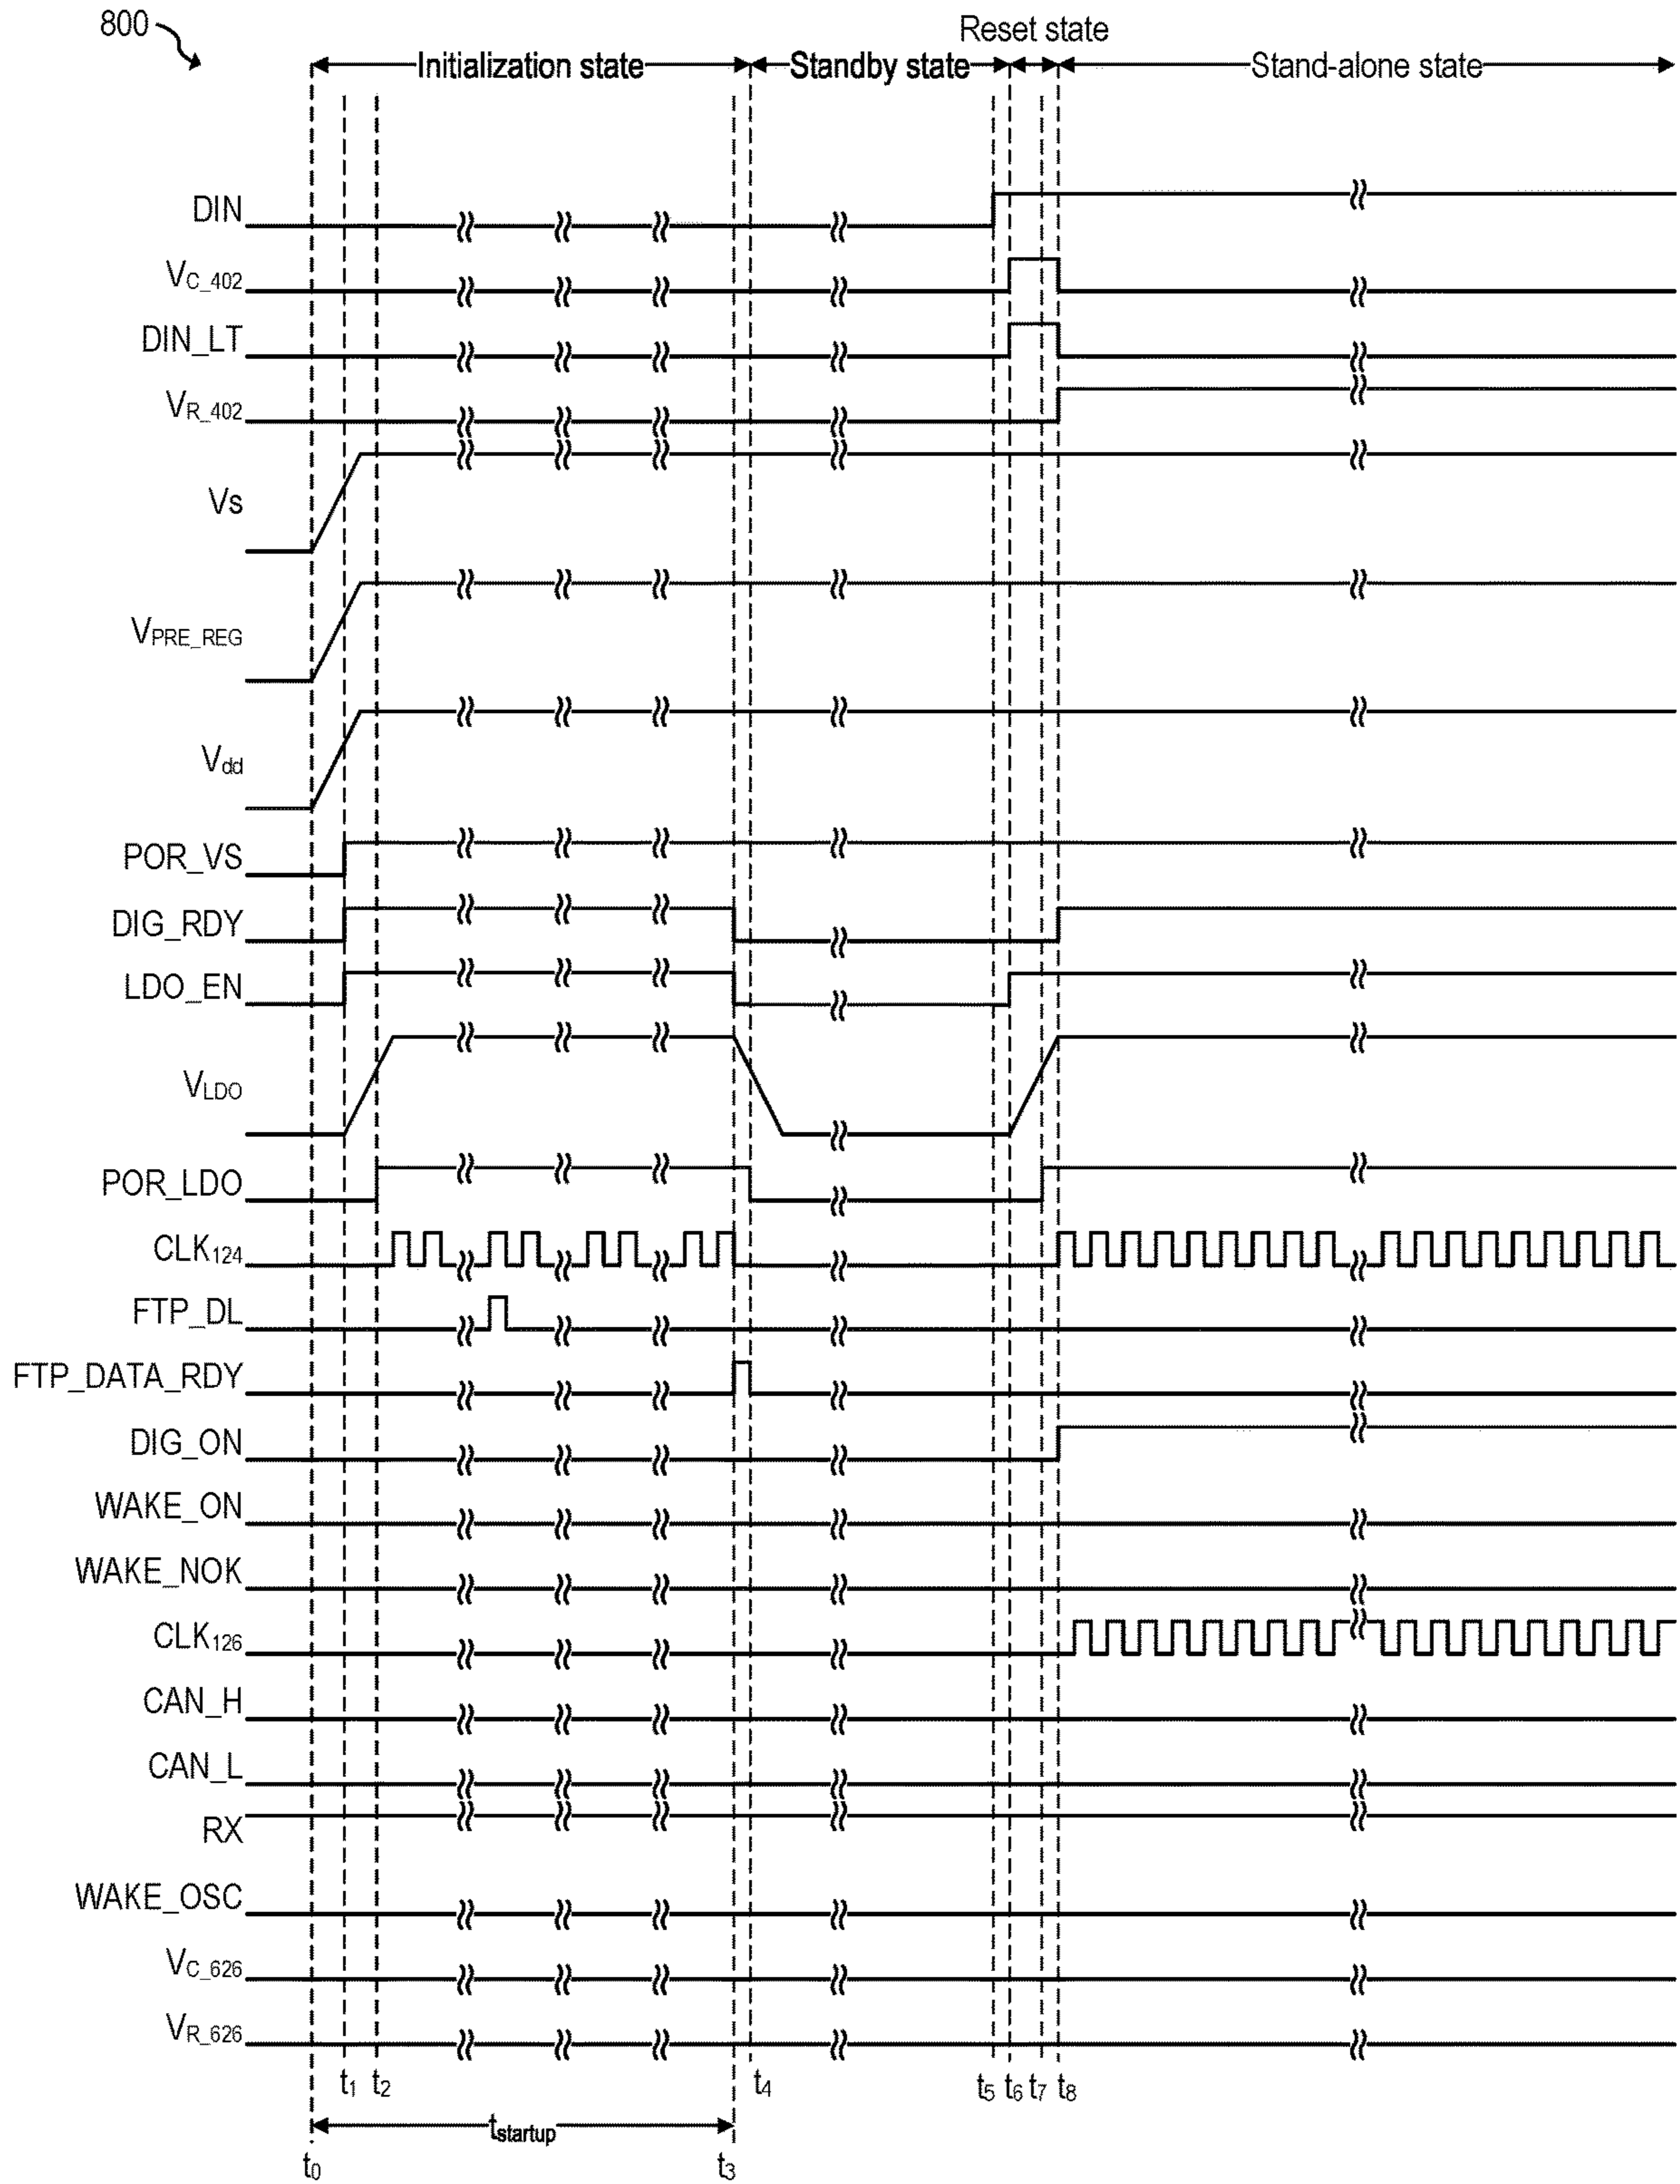 800
Reset state
Initialization state
Standby state
Stand-alone state
DIN
VC_402
DIN_LT
VR_402
Vs
VPRE_REG
Vdd
POR_VS
DIG_RDY
LDO_EN
VLDO
POR_LDO
CLK124
FTP_DL
FTP_DATA_RDY
DIG_ON
WAKE_ON
WAKE_NOK
CLK126
CAN_H
CAN_L
RX
WAKE_OSC
VC_626
VR_626
t1 t2 t4 t5 t6 t7 t8
tstartup
t0 t3